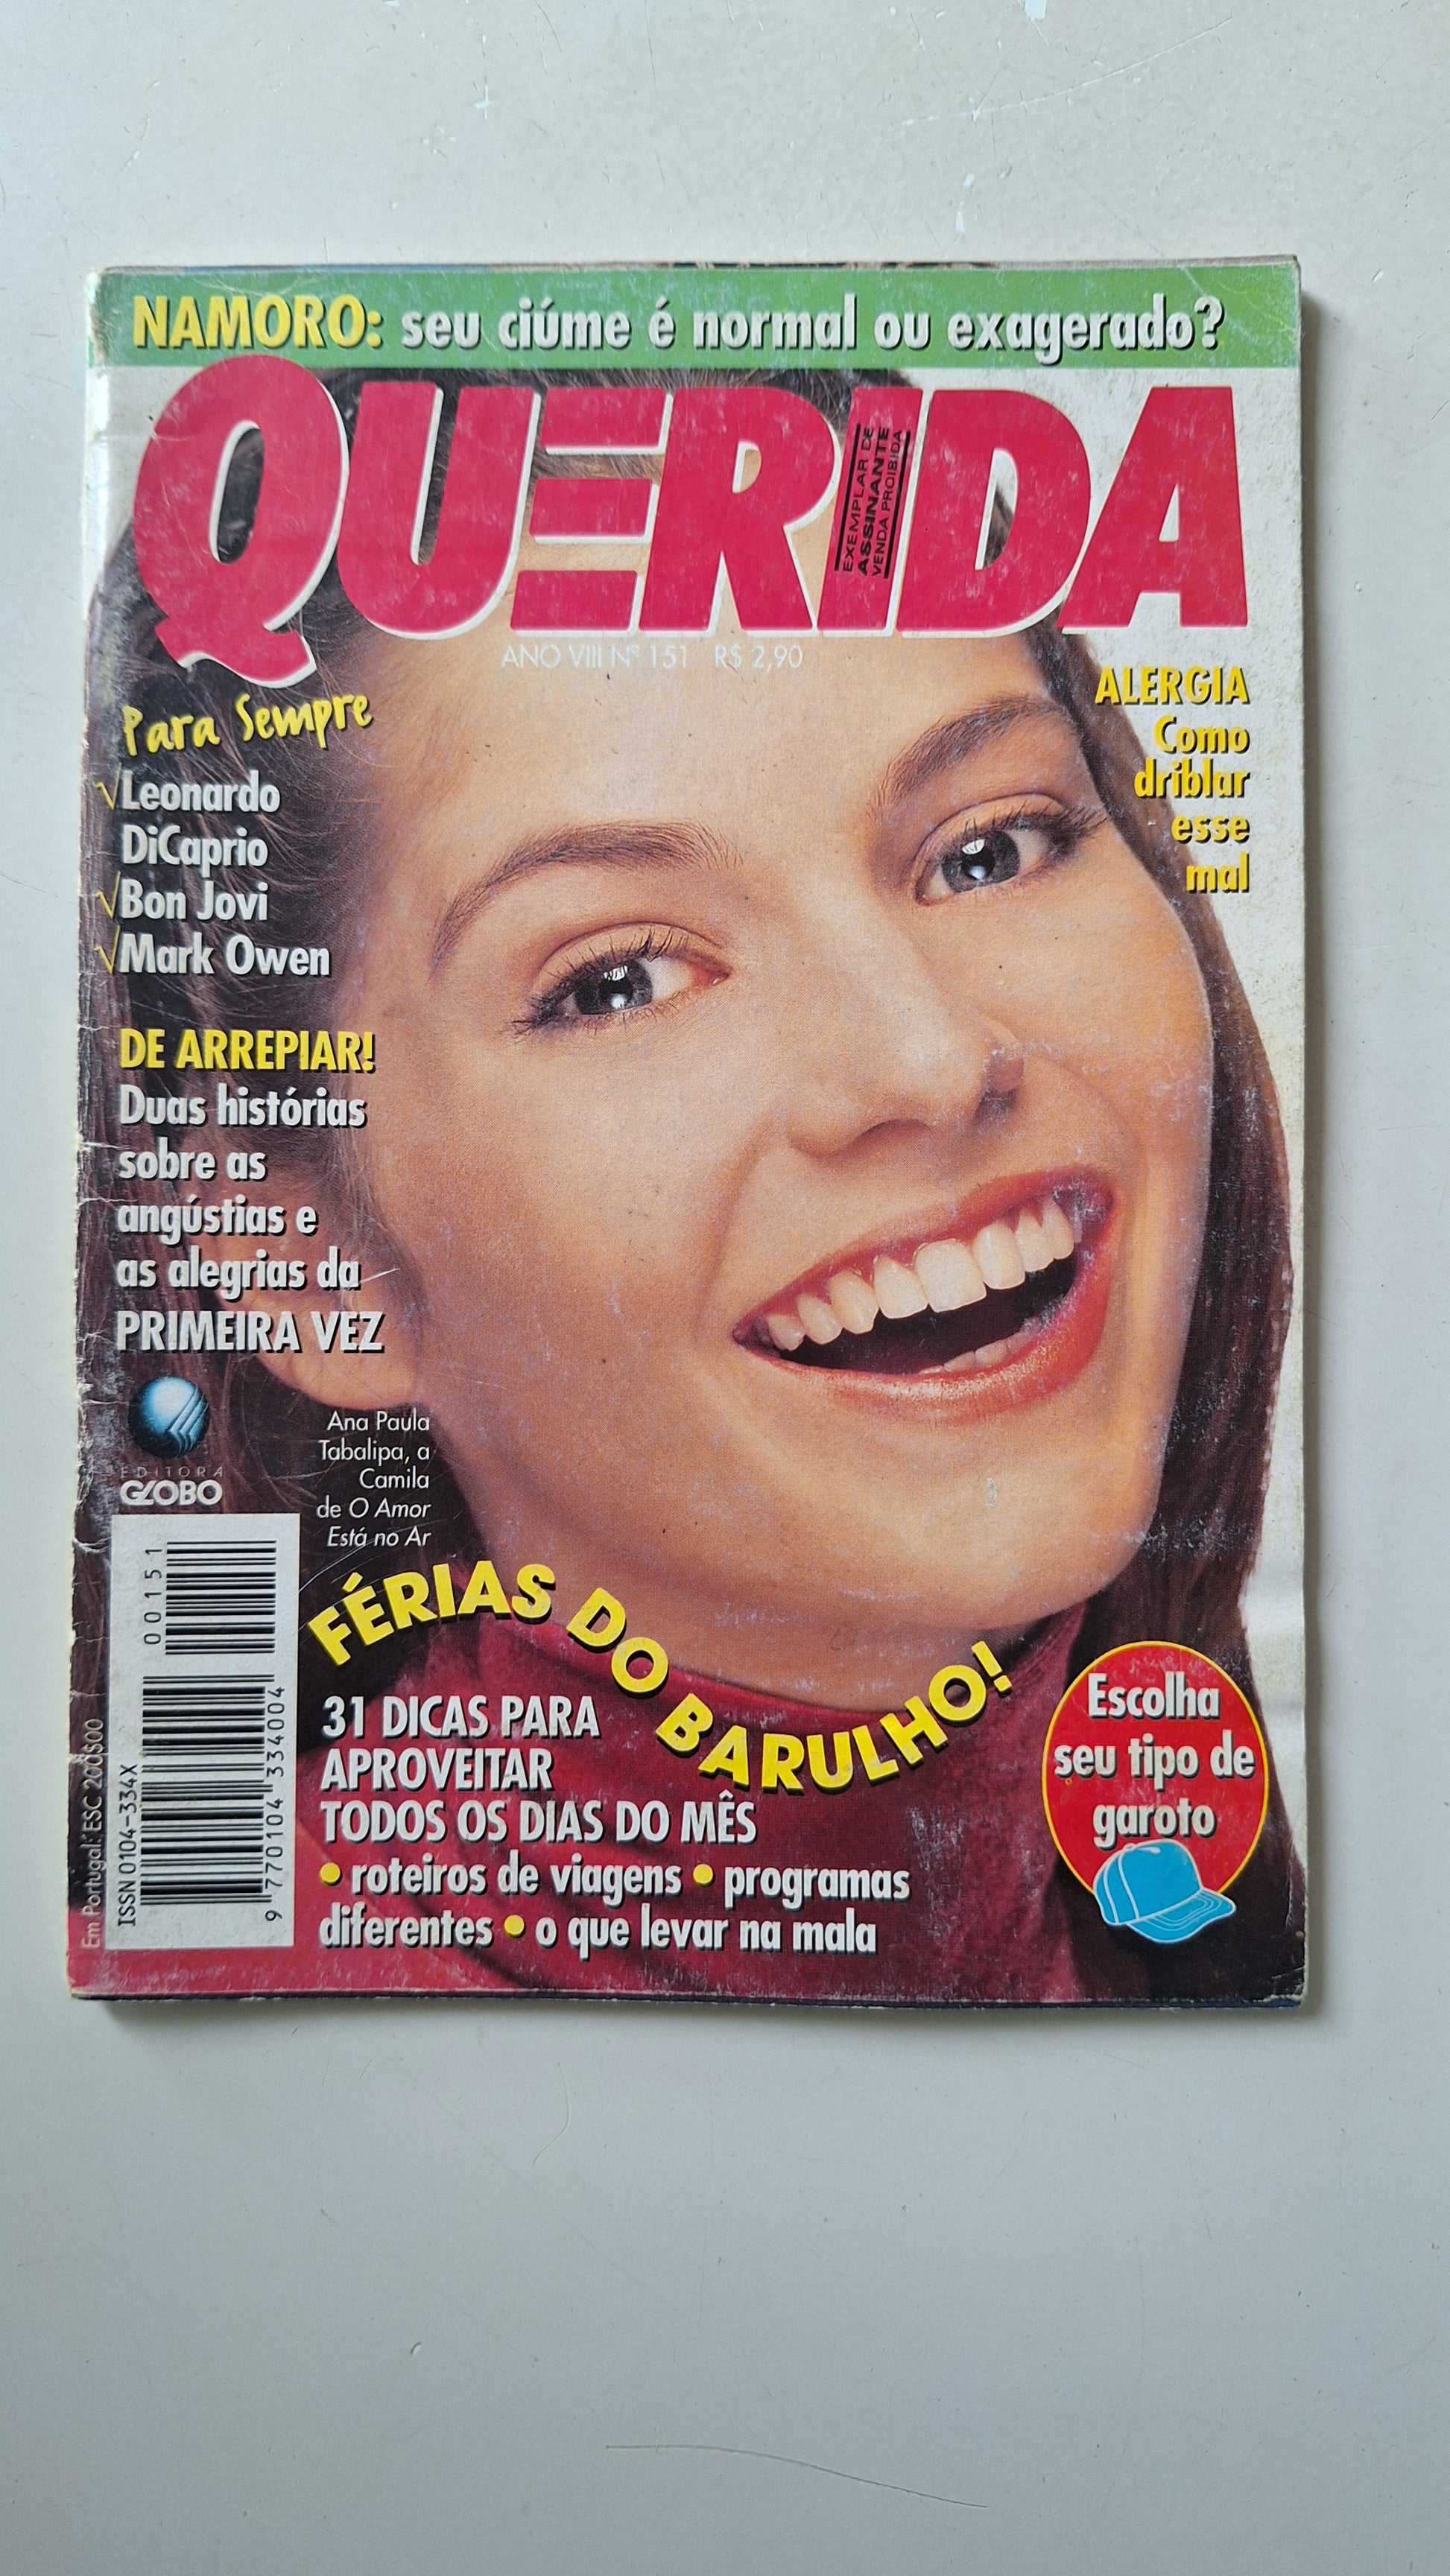 NAMORO: seu ciúme é normal ou exagerado?
QUERIDA
EXEMPLAR DE
ASSINANTE
VENDA PROIBIDA
ANO VIII Nº 151 R$ 2,90
Para Sempre
√Leonardo
DiCaprio
√Bon Jovi
√Mark Owen
ALERGIA
Como
driblar
esse
mal
DE ARREPIAR!
Duas histórias
sobre as
angústias e
as alegrias da
PRIMEIRA VEZ
EDITORA
GLOBO
Ana Paula
Tabalipa, a
Camila
de O Amor
Está no Ar
FÉRIAS DO BARULHO!
31 DICAS PARA
APROVEITAR
TODOS OS DIAS DO MÊS
• roteiros de viagens • programas
diferentes • o que levar na mala
Escolha
seu tipo de
garoto
Em Portugal: ESC 200$00
ISSN 0104-334X
00151
9 770104 334004